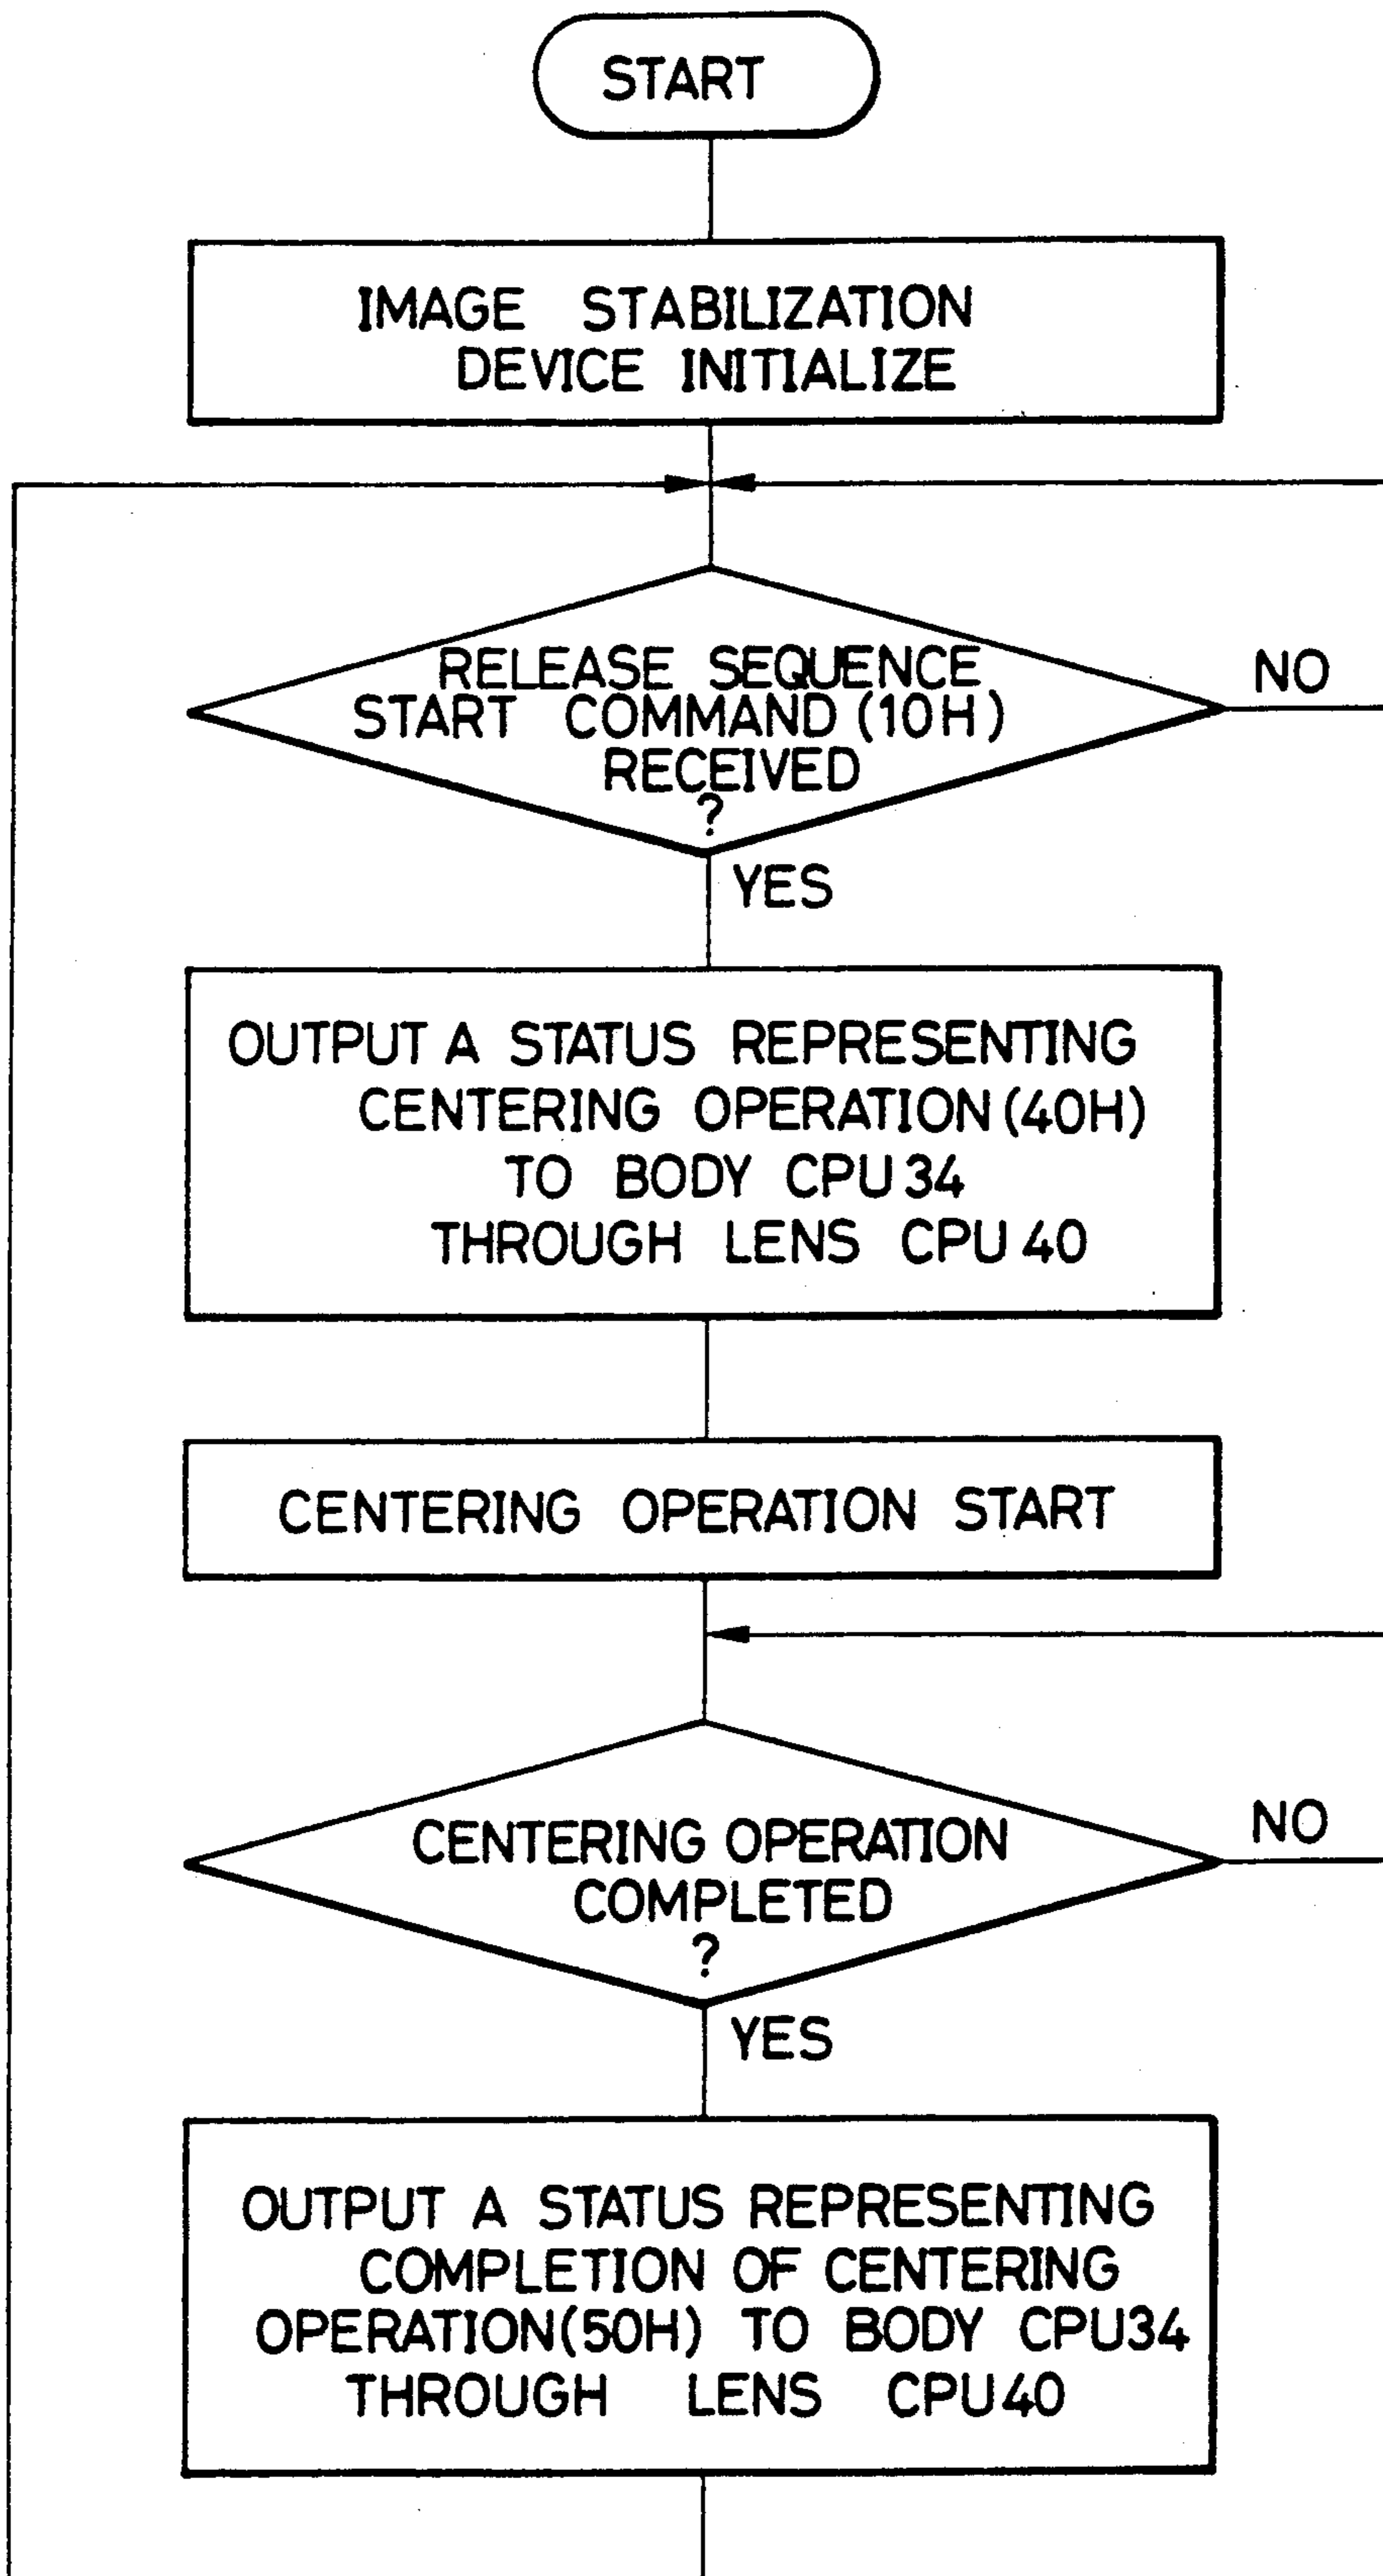 START
IMAGE STABILIZATION
DEVICE INITIALIZE
RELEASE SEQUENCE
START COMMAND (10H)
RECEIVED
?
NO
YES
OUTPUT A STATUS REPRESENTING
CENTERING OPERATION (40H)
TO BODY CPU 34
THROUGH LENS CPU 40
CENTERING OPERATION START
CENTERING OPERATION
COMPLETED
?
NO
YES
OUTPUT A STATUS REPRESENTING
COMPLETION OF CENTERING
OPERATION(50H) TO BODY CPU34
THROUGH LENS CPU40